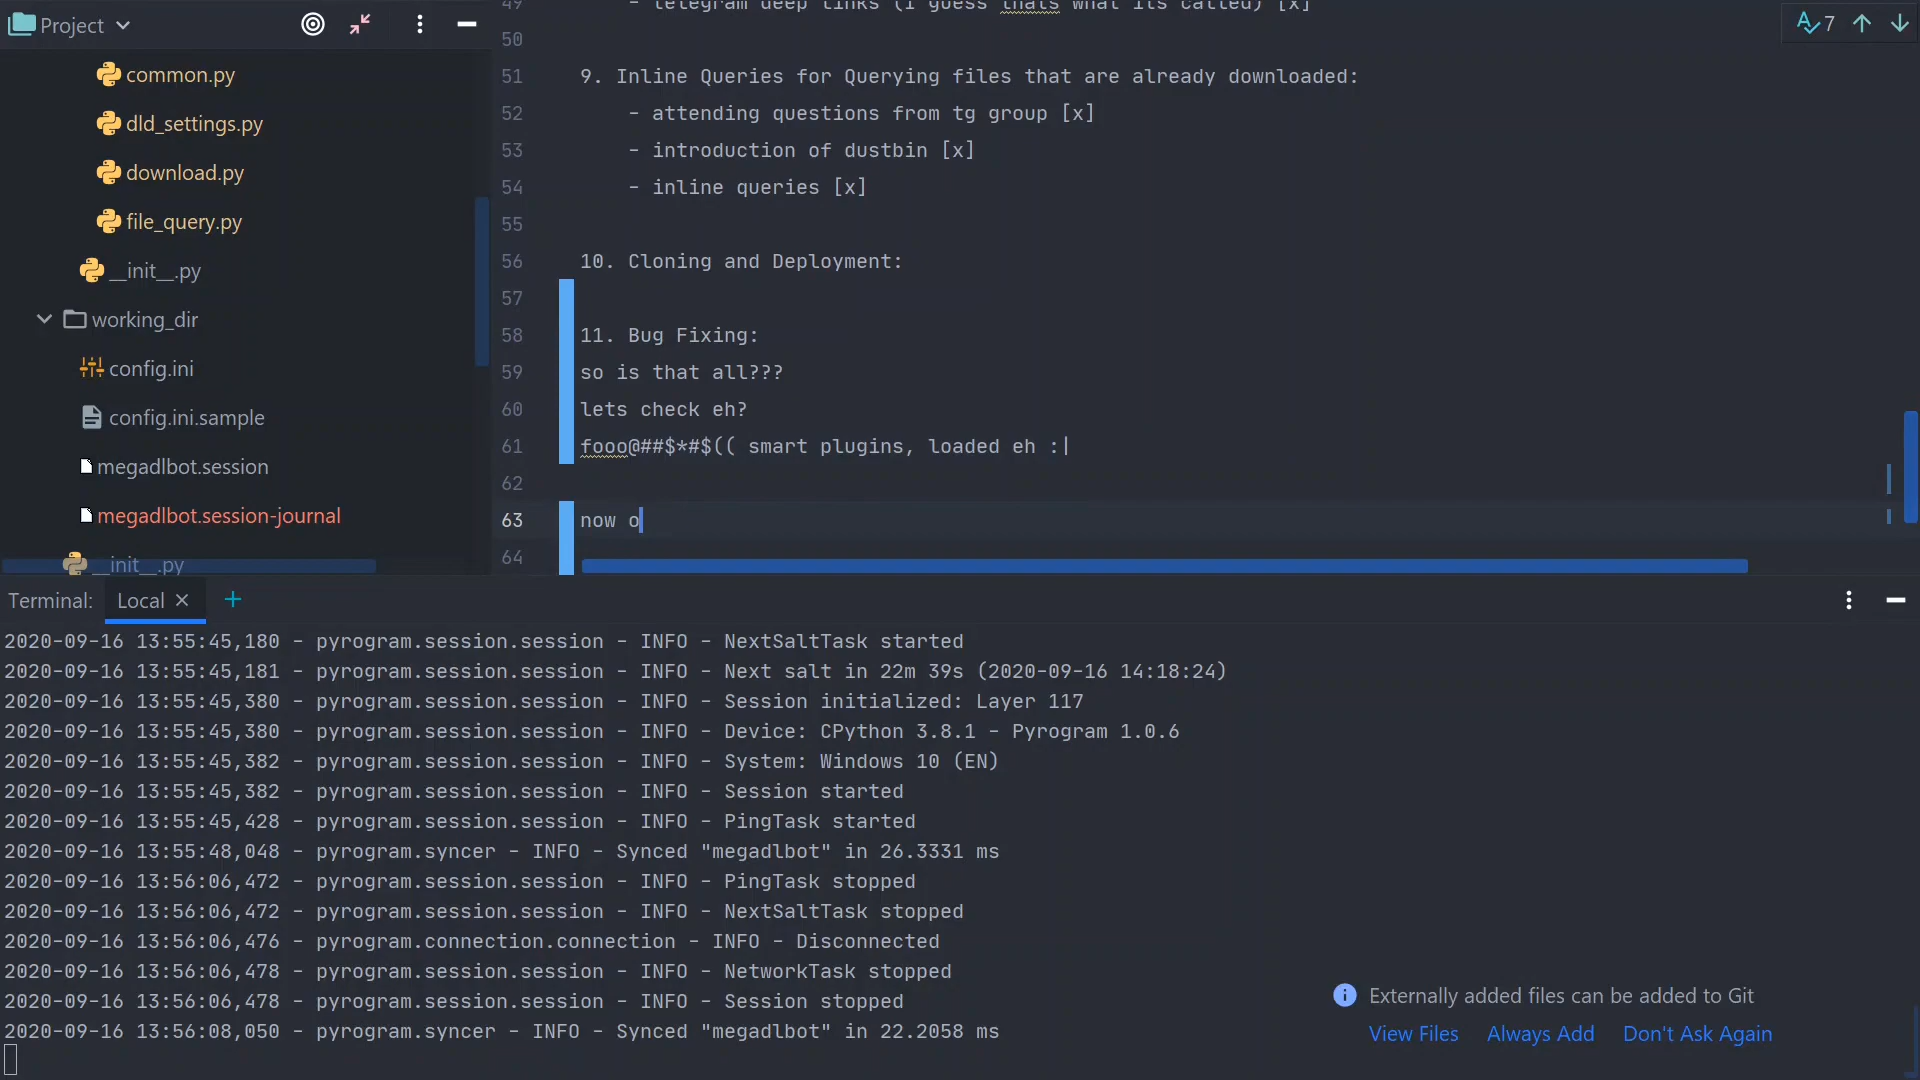 Project
common.py
dld_settings.py
download.py
file_query.py
__init__.py
working_dir
config.ini
config.ini.sample
megadlbot.session
megadlbot.session-journal
__init__.py
49 - telegram deep links (i guess thats what its called) [x]
50
51 9. Inline Queries for Querying files that are already downloaded:
52 - attending questions from tg group [x]
53 - introduction of dustbin [x]
54 - inline queries [x]
55
56 10. Cloning and Deployment:
57
58 11. Bug Fixing:
59 so is that all???
60 lets check eh?
61 fooo@##$*#$(( smart plugins, loaded eh :|
62
63 now o
64
7
Terminal: Local
2020-09-16 13:55:45,180 - pyrogram.session.session - INFO - NextSaltTask started
2020-09-16 13:55:45,181 - pyrogram.session.session - INFO - Next salt in 22m 39s (2020-09-16 14:18:24)
2020-09-16 13:55:45,380 - pyrogram.session.session - INFO - Session initialized: Layer 117
2020-09-16 13:55:45,380 - pyrogram.session.session - INFO - Device: CPython 3.8.1 - Pyrogram 1.0.6
2020-09-16 13:55:45,382 - pyrogram.session.session - INFO - System: Windows 10 (EN)
2020-09-16 13:55:45,382 - pyrogram.session.session - INFO - Session started
2020-09-16 13:55:45,428 - pyrogram.session.session - INFO - PingTask started
2020-09-16 13:55:48,048 - pyrogram.syncer - INFO - Synced "megadlbot" in 26.3331 ms
2020-09-16 13:56:06,472 - pyrogram.session.session - INFO - PingTask stopped
2020-09-16 13:56:06,472 - pyrogram.session.session - INFO - NextSaltTask stopped
2020-09-16 13:56:06,476 - pyrogram.connection.connection - INFO - Disconnected
2020-09-16 13:56:06,478 - pyrogram.session.session - INFO - NetworkTask stopped
2020-09-16 13:56:06,478 - pyrogram.session.session - INFO - Session stopped
2020-09-16 13:56:08,050 - pyrogram.syncer - INFO - Synced "megadlbot" in 22.2058 ms
Externally added files can be added to Git
View Files Always Add Don't Ask Again